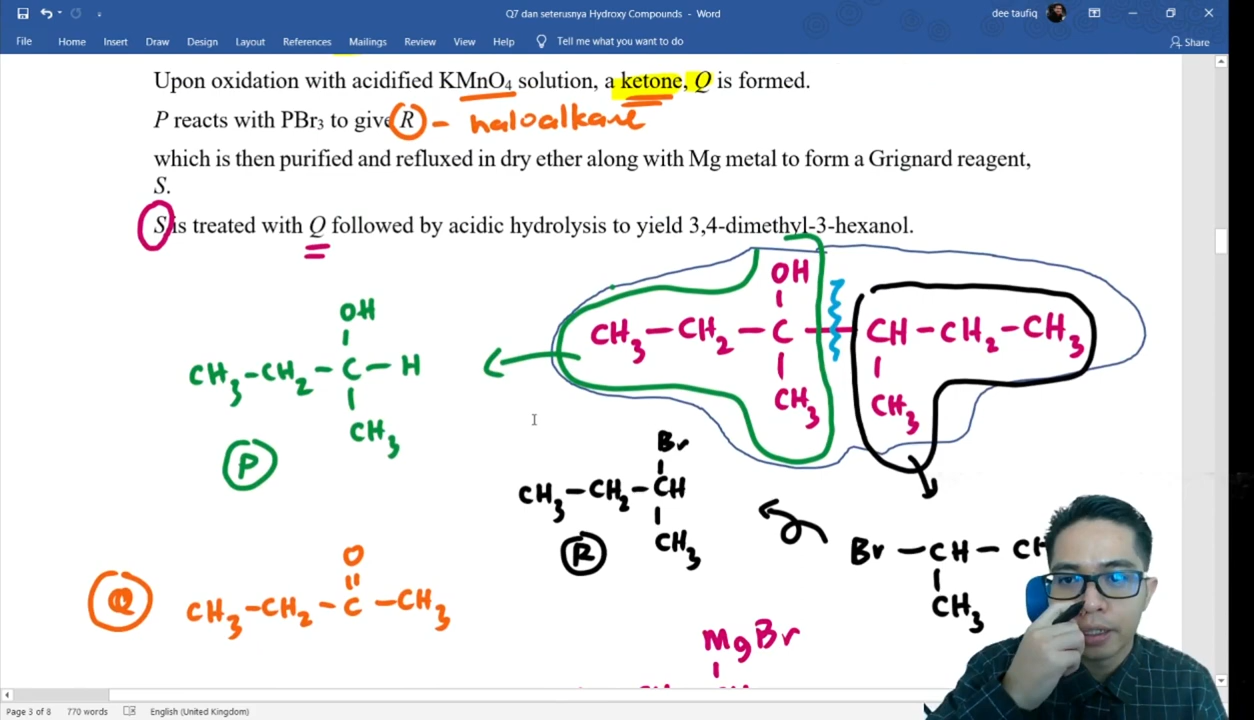 Q7 dan seterusnya Hydroxy Compounds - Word
dee taufiq
File Home Insert Draw Design Layout References Mailings Review View Help Tell me what you want to do
Share
Upon oxidation with acidified KMnO₄ solution, a ketone, Q is formed.
P reacts with PBr₃ to give R - haloalkane
which is then purified and refluxed in dry ether along with Mg metal to form a Grignard reagent,
S.
S is treated with Q followed by acidic hydrolysis to yield 3,4-dimethyl-3-hexanol.
OH
CH₃-CH₂-C-CH-CH₂-CH₃
CH₃ CH₃
OH
CH₃-CH₂-C-H
CH₃
P
Br
CH₃-CH₂-CH
CH₃
R
Br-CH-
CH₃
O
Q CH₃-CH₂-C-CH₃
MgBr
Page 3 of 8 770 words English (United Kingdom)